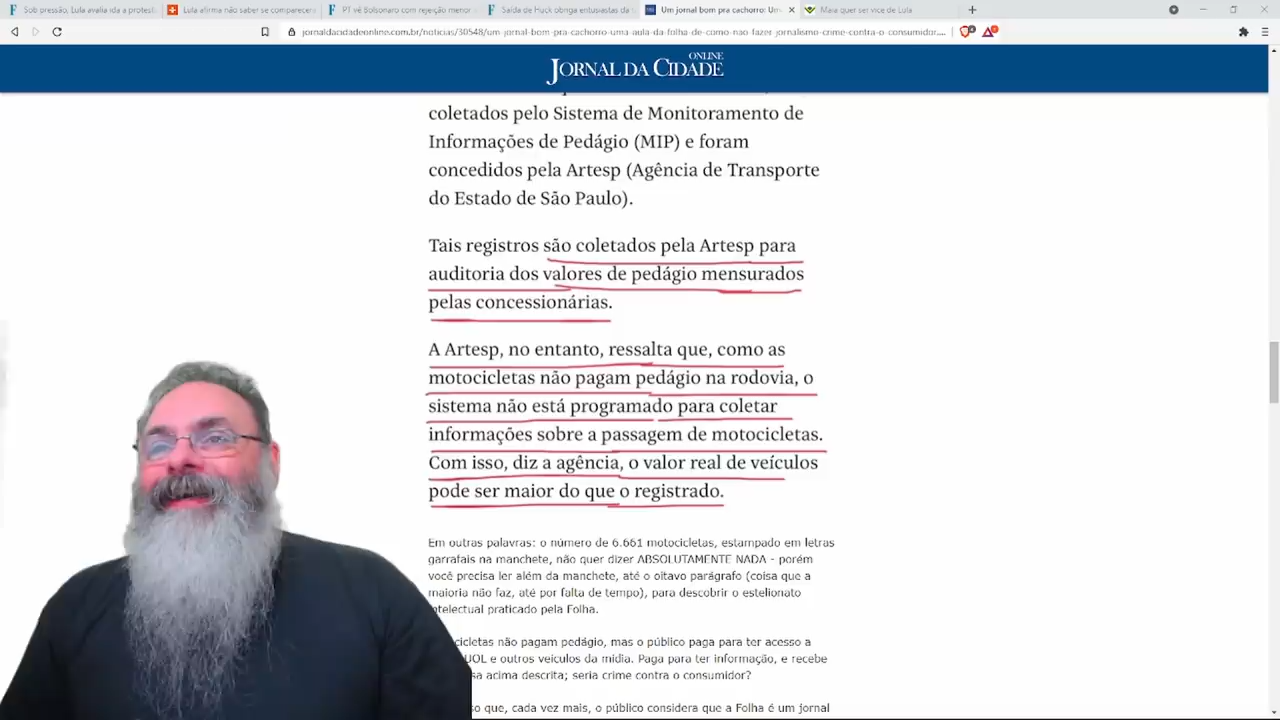 Sob pressão, Lula avalia ida a protest
Lula afirma não saber se comparecer
PT vê Bolsonaro com rejeição menor
Saída de Huck obriga entusiastas da t
Um jornal bom pra cachorro: Um
Maia quer ser vice de Lula
jornaldacidadeonline.com.br/noticias/30548/um-jornal-bom-pra-cachorro-uma-aula-da-folha-de-como-nao-fazer-jornalismo-crime-contra-o-consumidor....
JORNAL DA CIDADE ONLINE
coletados pelo Sistema de Monitoramento de
Informações de Pedágio (MIP) e foram
concedidos pela Artesp (Agência de Transporte
do Estado de São Paulo).
Tais registros são coletados pela Artesp para
auditoria dos valores de pedágio mensurados
pelas concessionárias.
A Artesp, no entanto, ressalta que, como as
motocicletas não pagam pedágio na rodovia, o
sistema não está programado para coletar
informações sobre a passagem de motocicletas.
Com isso, diz a agência, o valor real de veículos
pode ser maior do que o registrado.
Em outras palavras: o número de 6.661 motocicletas, estampado em letras
garrafais na manchete, não quer dizer ABSOLUTAMENTE NADA - porém
você precisa ler além da manchete, até o oitavo parágrafo (coisa que a
maioria não faz, até por falta de tempo), para descobrir o estelionato
intelectual praticado pela Folha.
cicletas não pagam pedágio, mas o público paga para ter acesso a
UOL e outros veículos da mídia. Paga para ter informação, e recebe
sa acima descrita; seria crime contra o consumidor?
so que, cada vez mais, o público considera que a Folha é um jornal